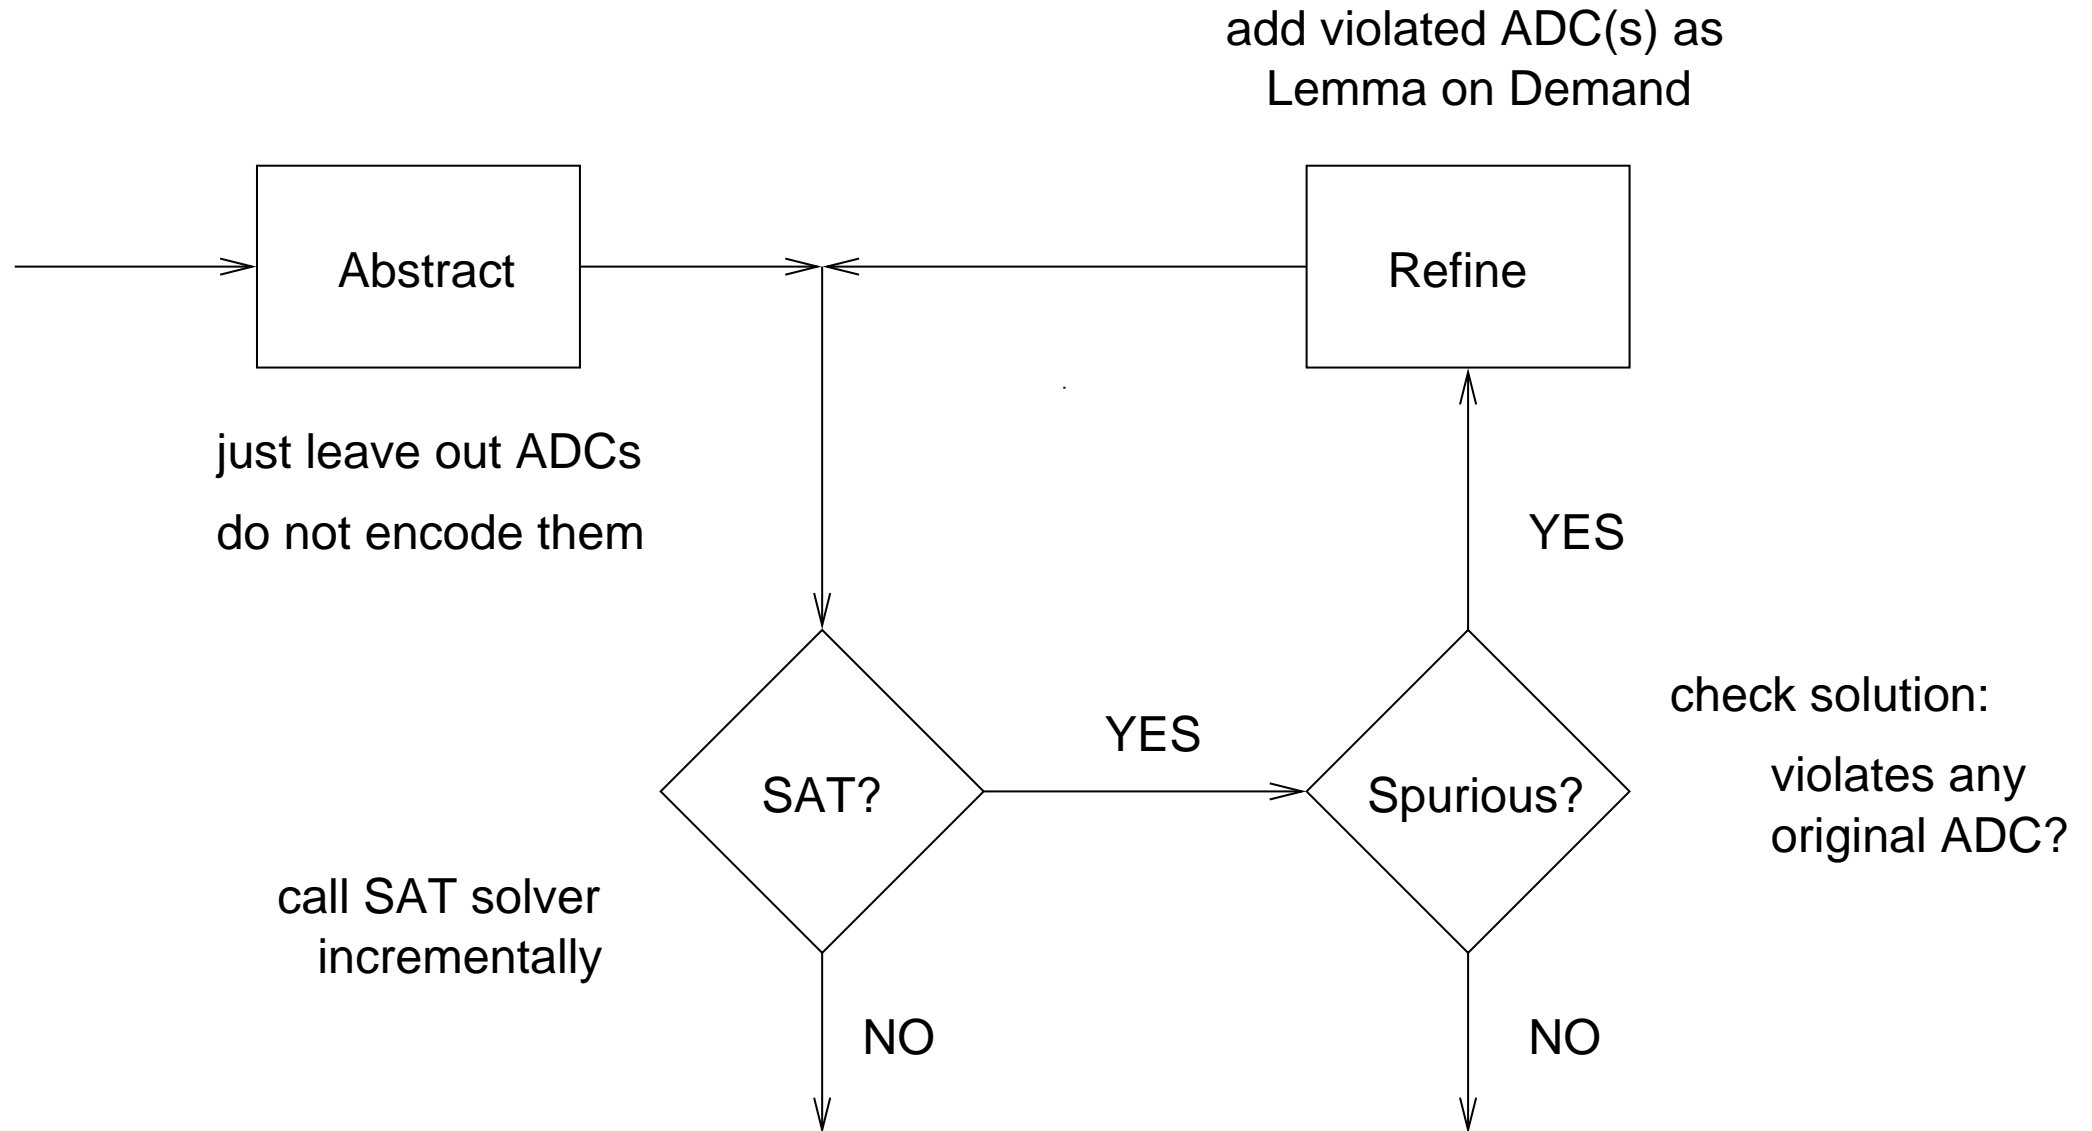 add violated ADC(s) as
Lemma on Demand
Abstract
Refine
just leave out ADCs
do not encode them
YES
check solution:
YES
violates any
SAT?
Spurious?
original ADC?
call SAT solver
incrementally
NO
NO